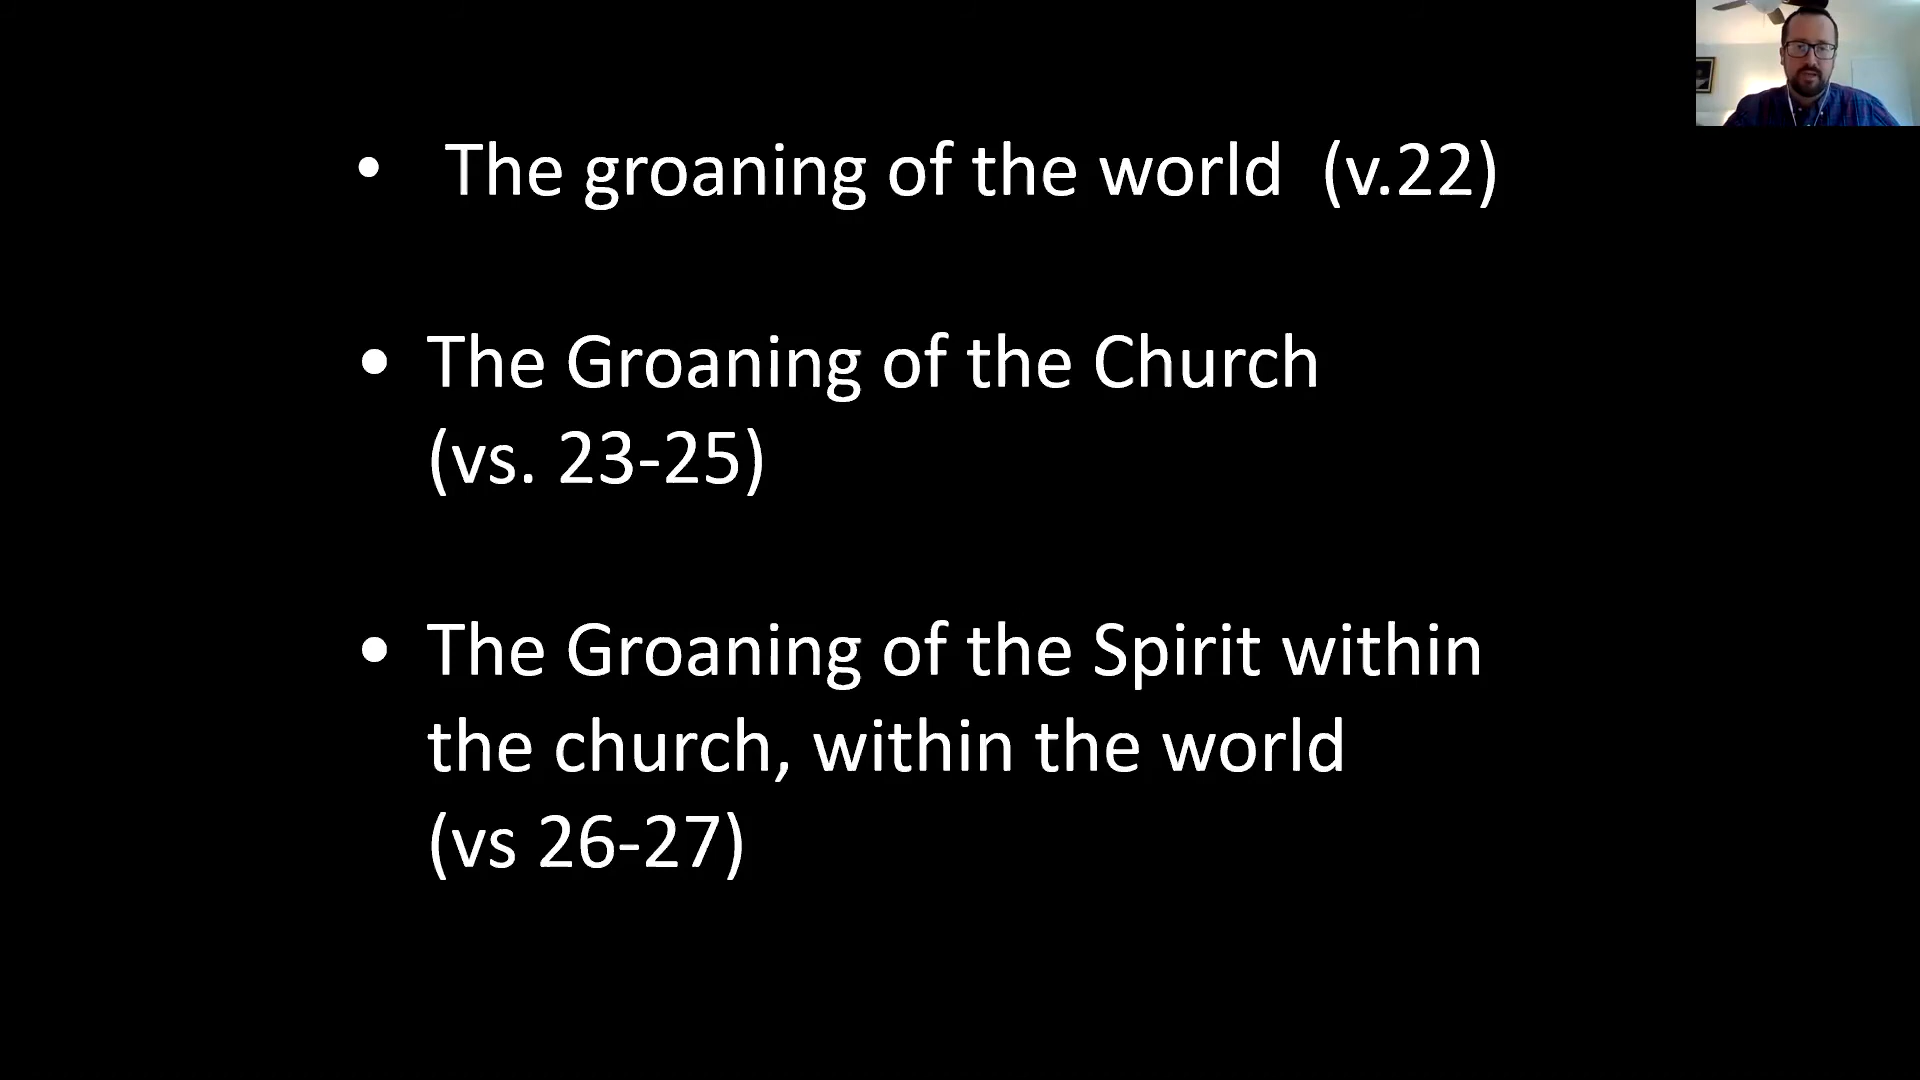 • The groaning of the world (v.22)
• The Groaning of the Church
(vs. 23-25)
• The Groaning of the Spirit within
the church, within the world
(vs 26-27)